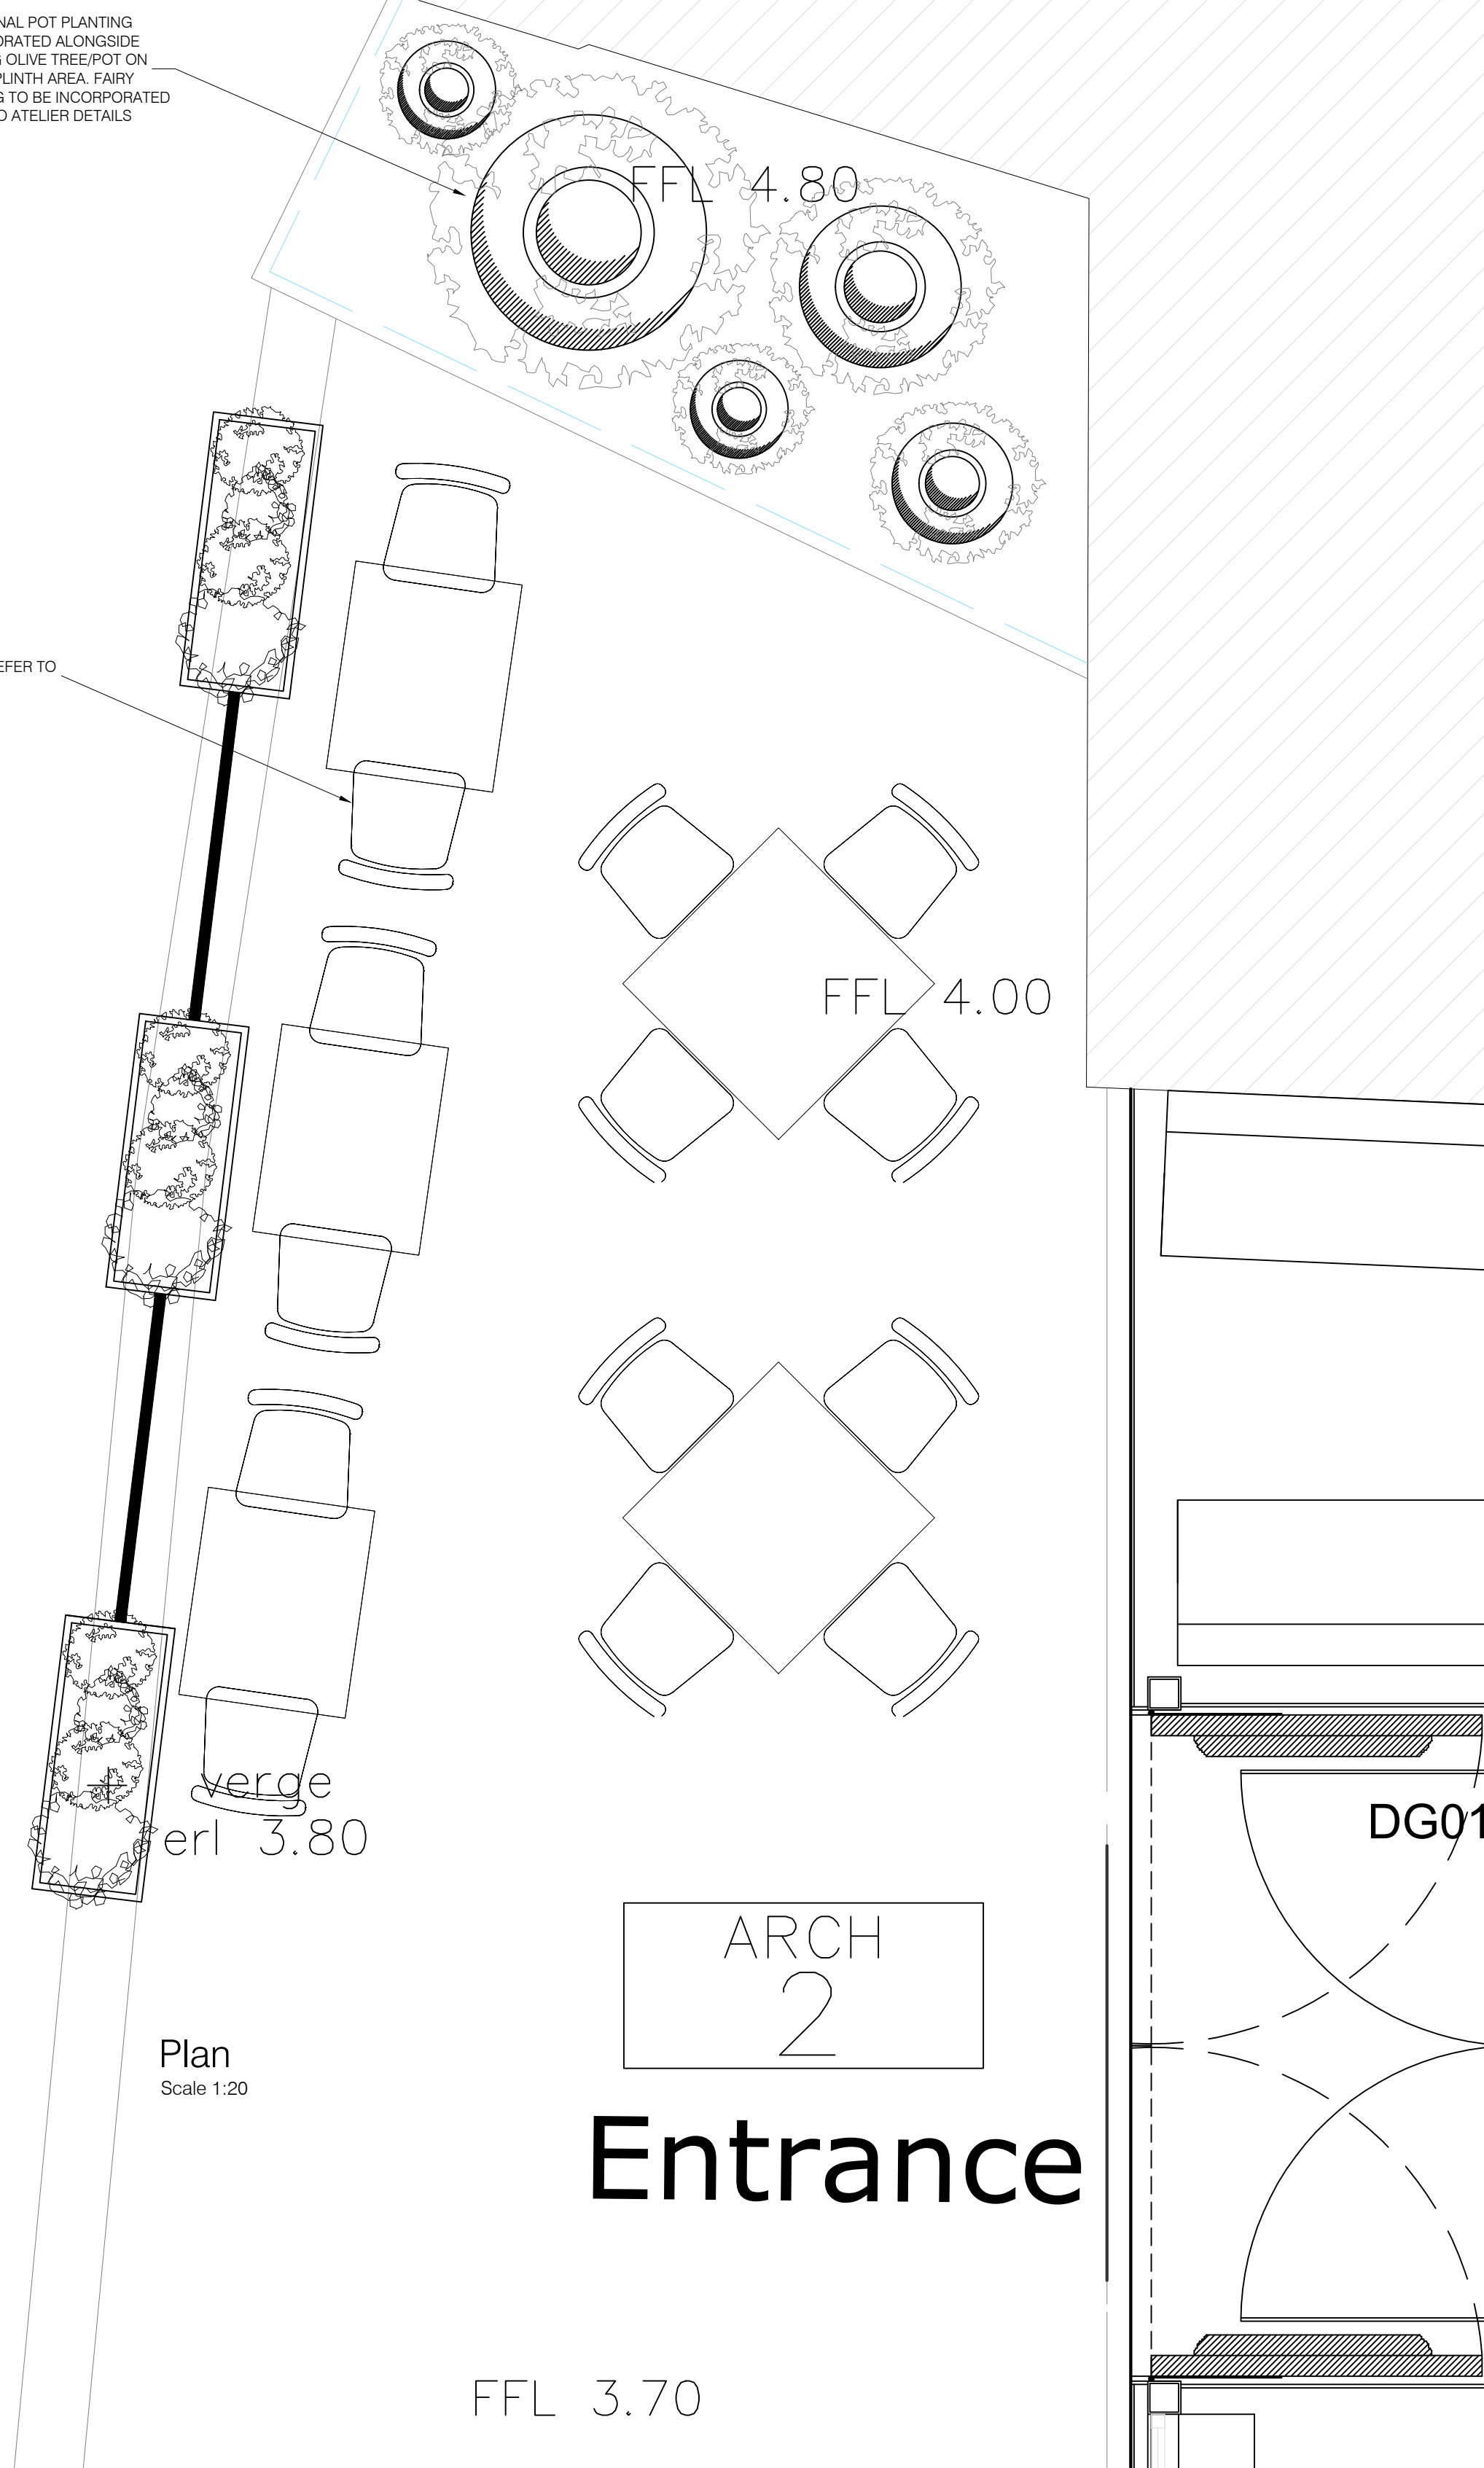 NAL POT PLANTING
ORATED ALONGSIDE
G OLIVE TREE/POT ON
PLINTH AREA. FAIRY
G TO BE INCORPORATED
O ATELIER DETAILS
FFL 4.80
EFER TO
FFL 4.00
verge
erl 3.80
DG01
ARCH
2
Plan
Scale 1:20
Entrance
FFL 3.70